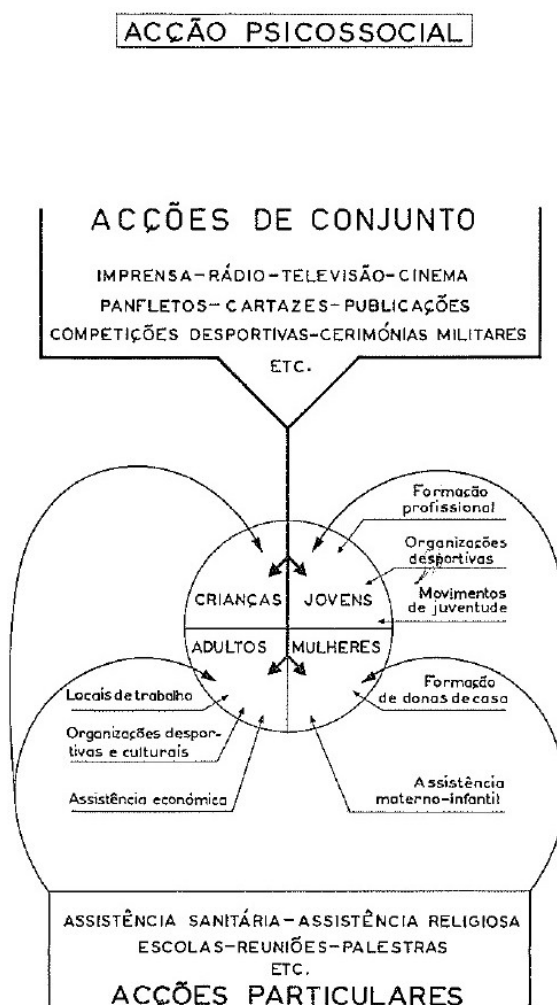 ACÇÃO PSICOSSOCIAL
ACÇÕES DE CONJUNTO
IMPRENSA-RÁDIO-TELEVISÃO-CINEMA
PANFLETOS-CARTAZES-PUBLICAÇÕES
COMPETIÇÕES DESPORTIVAS-CERIMÓNIAS MILITARES
ETC.
Formação
profissional
Organizações
desportivas
Movimentos
de juventude
CRIANÇAS
JOVENS
ADULTOS
MULHERES
Locais de trabalho
Organizações despor-
tivas e culturais
Assistência económica
Formação
de donas de casa
Assistência
materno-infantil
ASSISTÊNCIA SANITÁRIA-ASSISTÊNCIA RELIGIOSA
ESCOLAS-REUNIÕES-PALESTRAS
ETC.
ACÇÕES PARTICULARES